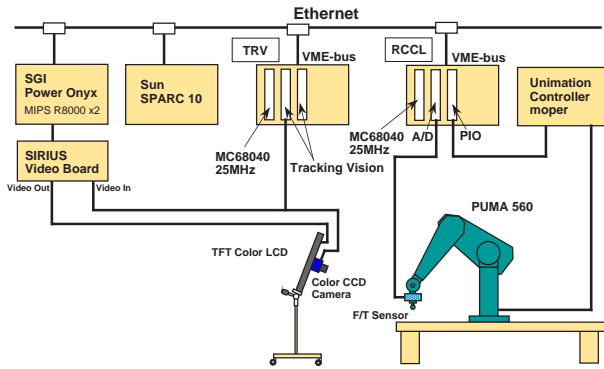 Ethernet
TRV
VME-bus
RCCL
VME-bus
SGI
Power Onyx
MIPS R8000 x2
Sun
SPARC 10
Unimation
Controller
moper
MC68040
25MHz
Tracking Vision
MC68040
25MHz
A/D
PIO
SIRIUS
Video Board
Video Out
Video In
PUMA 560
TFT Color LCD
Color CCD
Camera
F/T Sensor